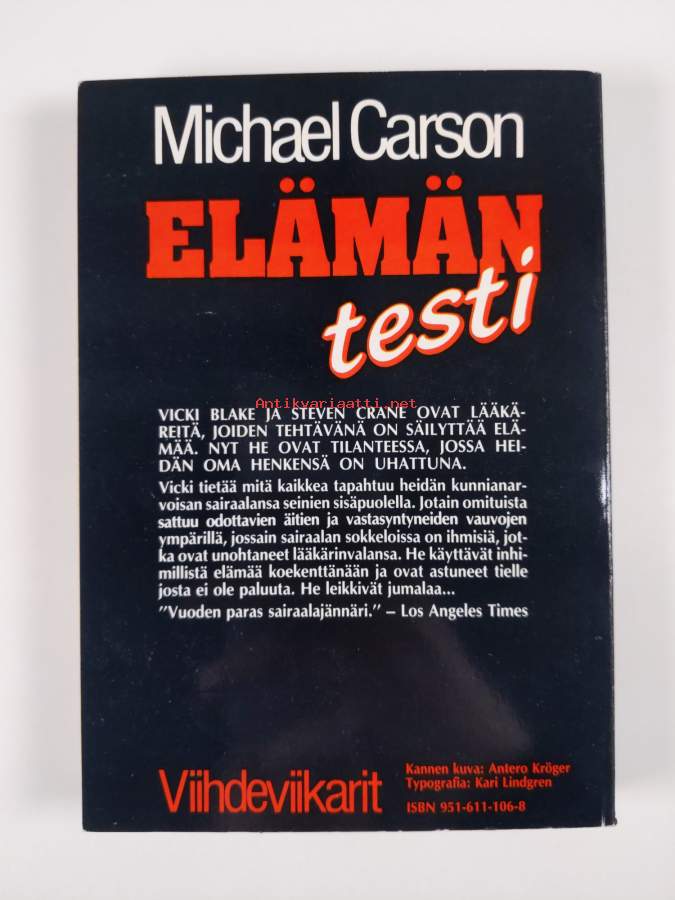 Michael Carson
ELÄMÄN
testi
Antikvariaatti.net
VICKI BLAKE JA STEVEN CRANE OVAT LÄÄKÄ-
REITÄ, JOIDEN TEHTÄVÄNÄ ON SÄILYTTÄÄ ELÄ-
MÄÄ. NYT HE OVAT TILANTEESSA, JOSSA HEI-
DÄN OMA HENKENSÄ ON UHATTUNA.
Vicki tietää mitä kaikkea tapahtuu heidän kunnianar-
voisan sairaalansa seinien sisäpuolella. Jotain omituista
sattuu odottavien äitien ja vastasyntyneiden vauvojen
ympärillä, jossain sairaalan sokkeloissa on ihmisiä, jot-
ka ovat unohtaneet lääkärinvalansa. He käyttävät inhi-
millistä elämää koekenttänään ja ovat astuneet tielle
josta ei ole paluuta. He leikkivät jumalaa...
"Vuoden paras sairaalajännäri." – Los Angeles Times
Viihdeviikarit
Kannen kuva: Antero Kröger
Typografia: Kari Lindgren
ISBN 951-611-106-8